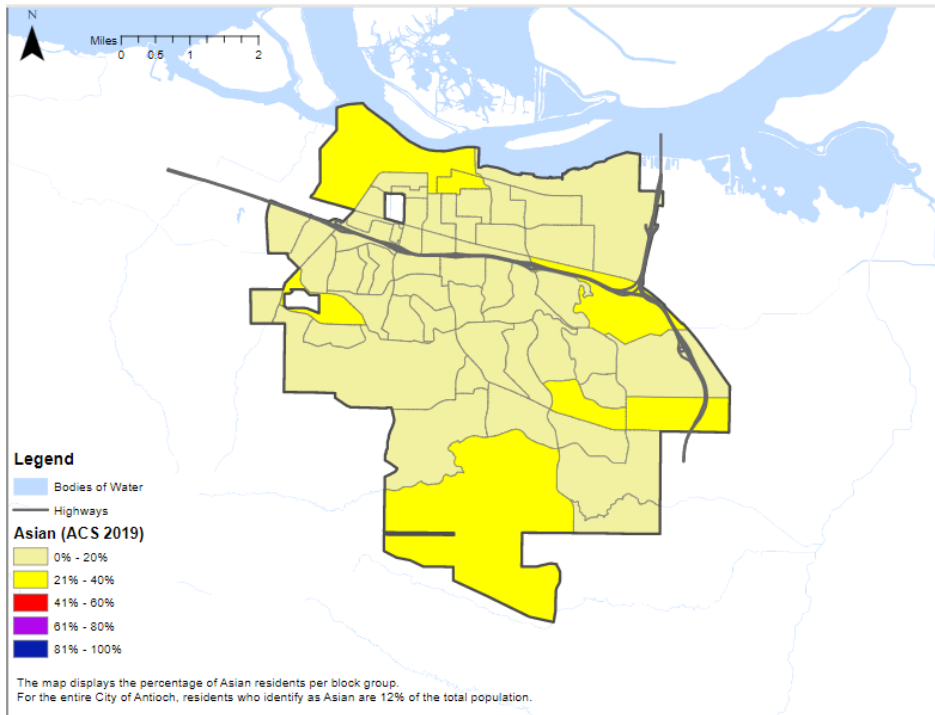 N
Miles
0 0.5 1 2
Legend
Bodies of Water
Highways
Asian (ACS 2019)
0% - 20%
21% - 40%
41% - 60%
61% - 80%
81% - 100%
The map displays the percentage of Asian residents per block group.
For the entire City of Antioch, residents who identify as Asian are 12% of the total population.